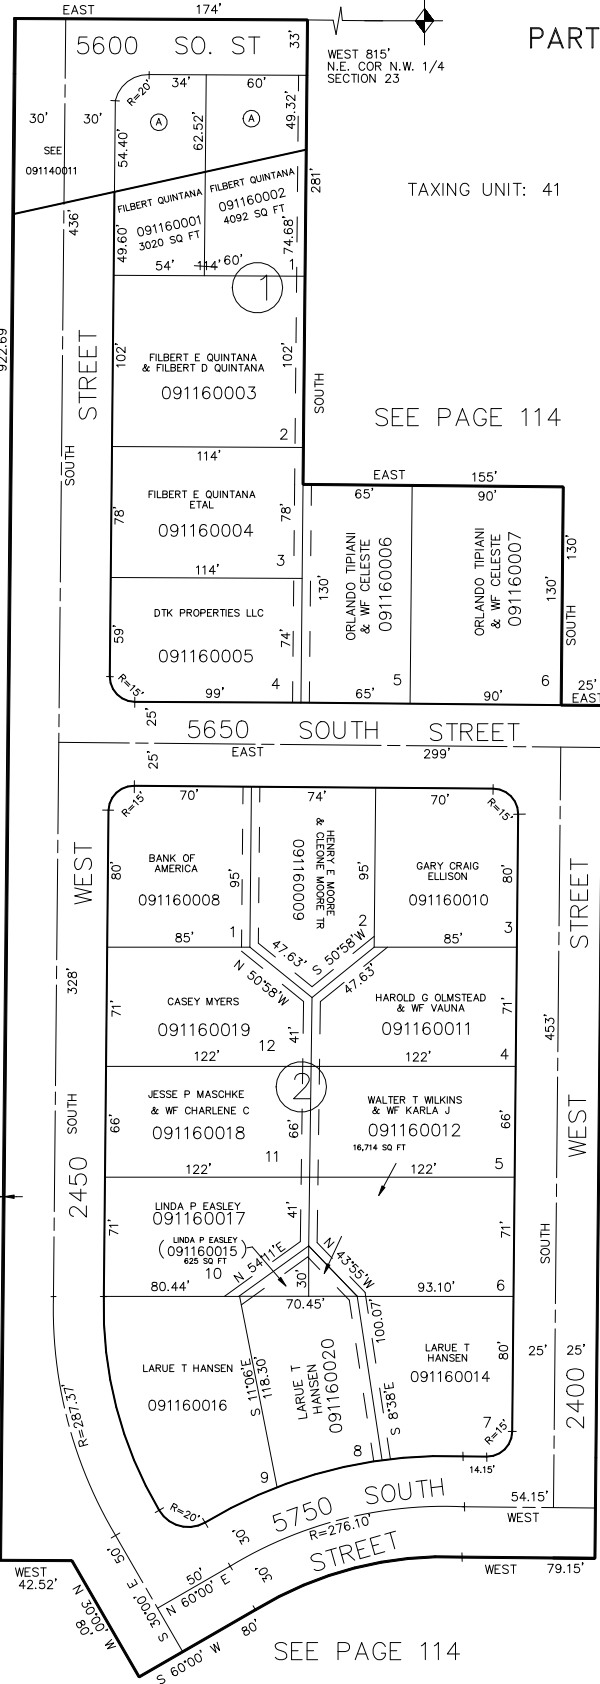 EAST
174'
5600 SO. ST
33'
WEST 815'
N.E. COR N.W. 1/4
SECTION 23
PART
R=20'
34'
60'
30'
30'
A
A
49.32'
62.52'
54.40'
SEE
091140011
281'
TAXING UNIT: 41
436'
FILBERT QUINTANA
091160001
3020 SQ FT
FILBERT QUINTANA
091160002
4092 SQ FT
49.60'
74.68'
54'
114'
60'
1
1
922.69
STREET
102'
FILBERT E QUINTANA
& FILBERT D QUINTANA
091160003
102'
SOUTH
SEE PAGE 114
2
SOUTH
114'
EAST
155'
78'
FILBERT E QUINTANA
ETAL
091160004
78'
3
65'
90'
ORLANDO TIPIANI
& WF CELESTE
091160006
ORLANDO TIPIANI
& WF CELESTE
091160007
130'
130'
130'
SOUTH
114'
59'
DTK PROPERTIES LLC
091160005
74'
4
5
6
R=15'
99'
65'
90'
25'
EAST
25'
5650 SOUTH STREET
EAST
299'
25'
R=15'
70'
74'
70'
R=15'
WEST
80'
BANK OF
AMERICA
091160008
95'
HENRY E MOORE
& CLEONE MOORE TR
091160009
95'
GARY CRAIG
ELLISON
091160010
80'
STREET
85'
1
2
85'
3
47.63'
N 50°58'W
S 50°58'W
47.63'
328'
71'
CASEY MYERS
091160019
41'
12
HAROLD G OLMSTEAD
& WF VAUNA
091160011
71'
4
453'
122'
122'
2
SOUTH
66'
JESSE P MASCHKE
& WF CHARLENE C
091160018
66'
11
WALTER T WILKINS
& WF KARLA J
091160012
16,714 SQ FT
66'
5
WEST
2450
122'
122'
71'
LINDA P EASLEY
091160017
41'
LINDA P EASLEY
(091160015)
625 SQ FT
10
N 54°11'E
N 43°55'W
30'
71'
SOUTH
80.44'
70.45'
93.10'
6
R=287.37'
LARUE T HANSEN
091160016
S 11°06'E
118.30'
LARUE T
HANSEN
091160020
100.07'
S 8°38'E
LARUE T
HANSEN
091160014
80'
25'
25'
2400
7
R=15'
8
9
14.15'
R=20'
5750 SOUTH
STREET
54.15'
WEST
30'
R=276.10'
WEST
79.15'
50'
S 30°00' E
50'
N 60°00' E
30'
WEST
42.52'
N 30°00' W
80'
S 60°00' W
80'
SEE PAGE 114